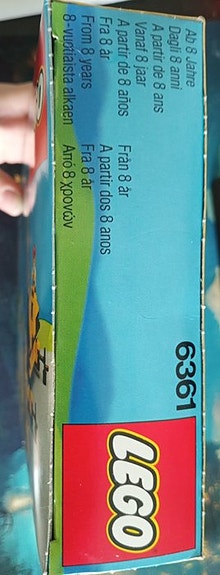 Ab 8 Jahre
Dagli 8 anni
A partir de 8 ans
Vanaf 8 jaar
A partir de 8 años
Fra 8 år
From 8 years
8-vuotiaista alkaen
Från 8 år
A partir dos 8 anos
Fra 8 år
Από 8 χρονών
6361
LEGO